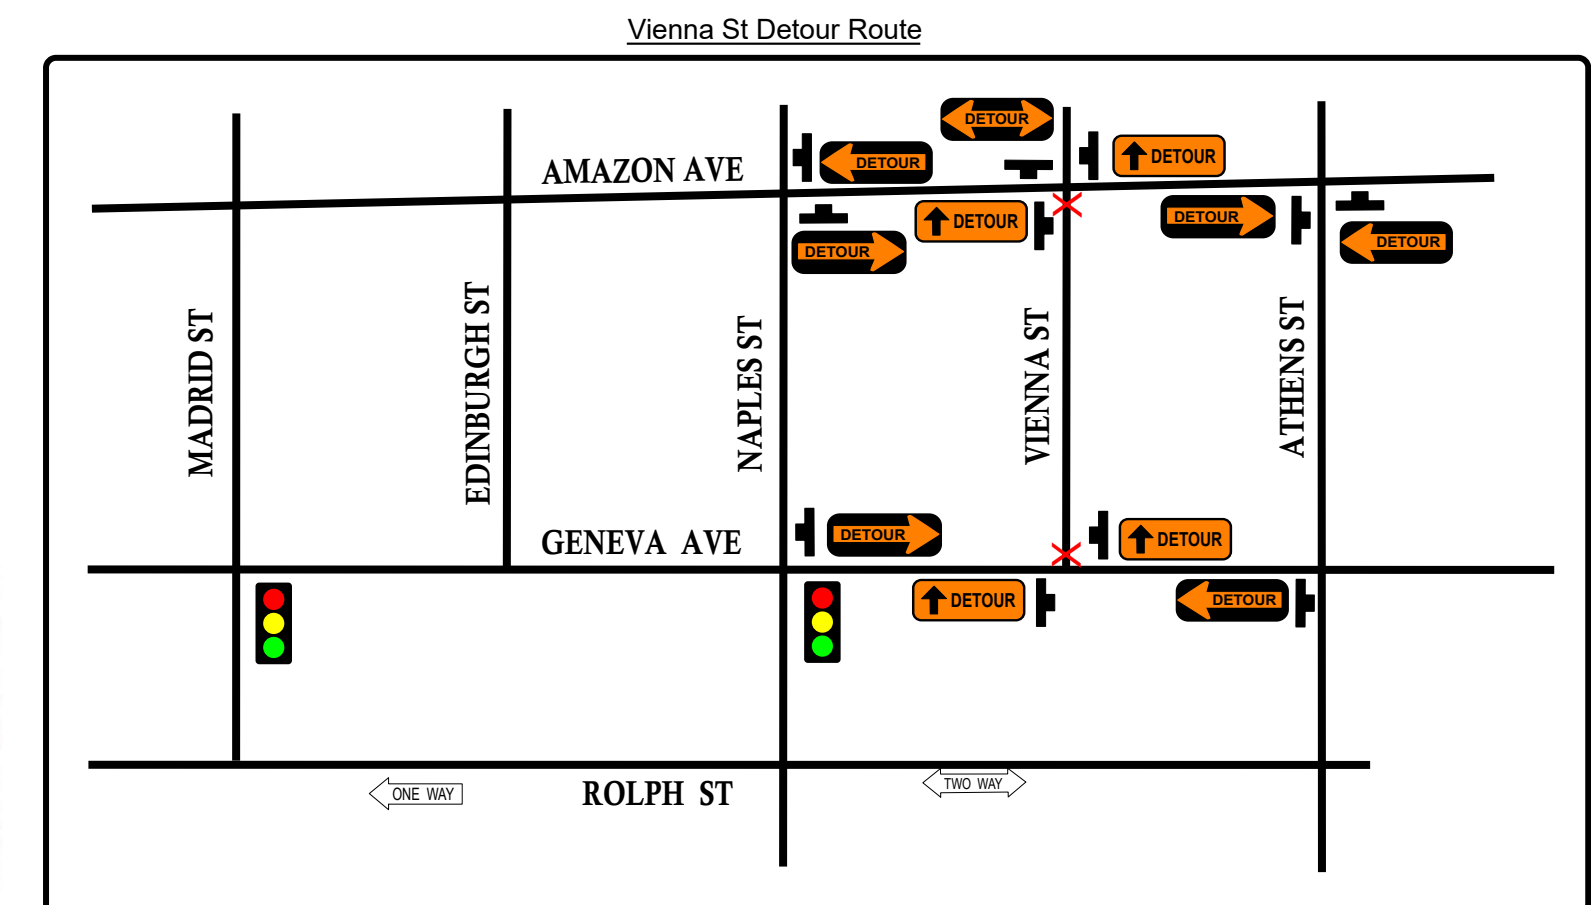 Vienna St Detour Route
DETOUR
DETOUR
DETOUR
AMAZON AVE
DETOUR
DETOUR
DETOUR
DETOUR
MADRID ST
EDINBURGH ST
NAPLES ST
VIENNA ST
ATHENS ST
GENEVA AVE
DETOUR
DETOUR
DETOUR
DETOUR
ONE WAY
ROLPH ST
TWO WAY